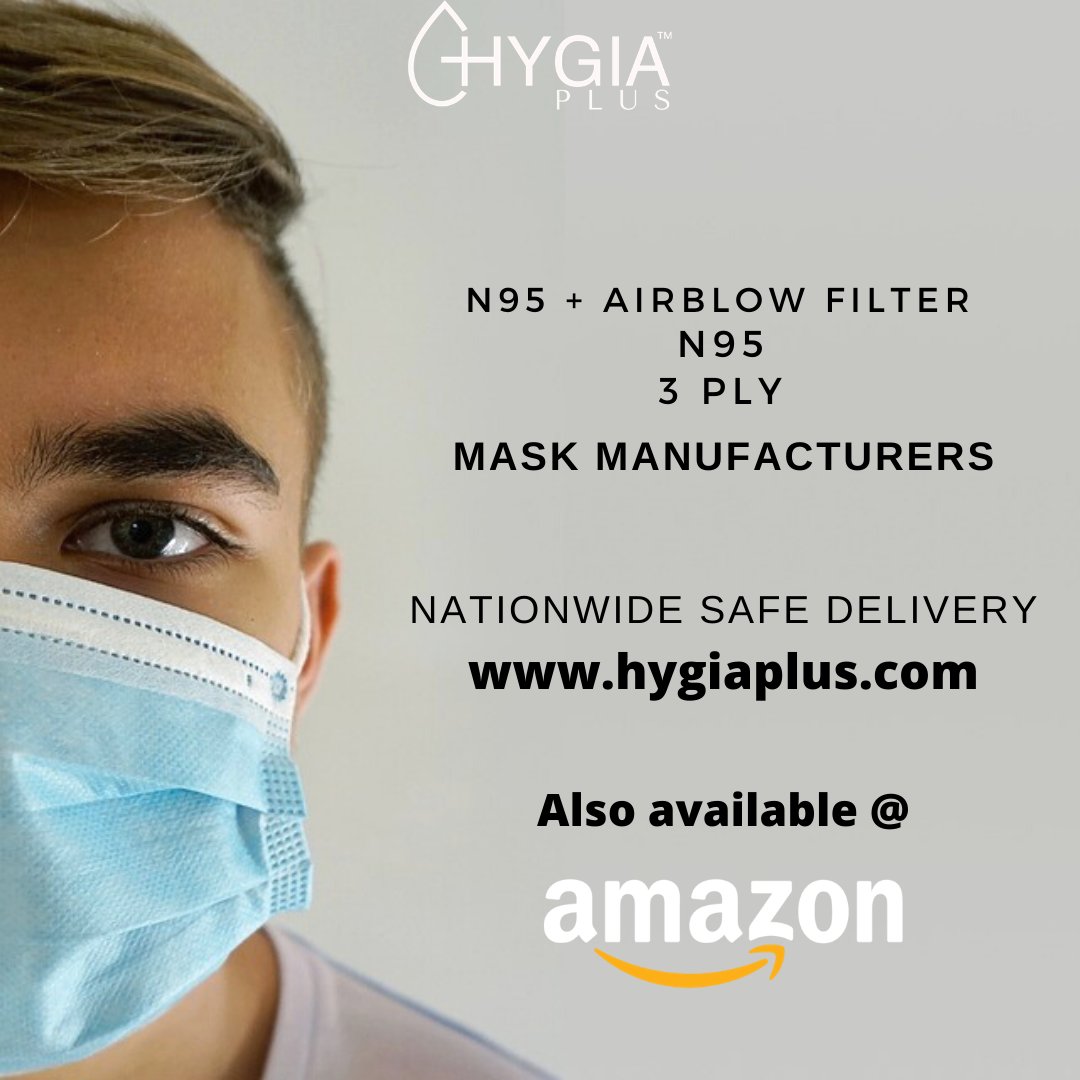 HYGIA™
PLUS
N95 + AIRBLOW FILTER
N95
3 PLY
MASK MANUFACTURERS
NATIONWIDE SAFE DELIVERY
www.hygiaplus.com
Also available @
amazon